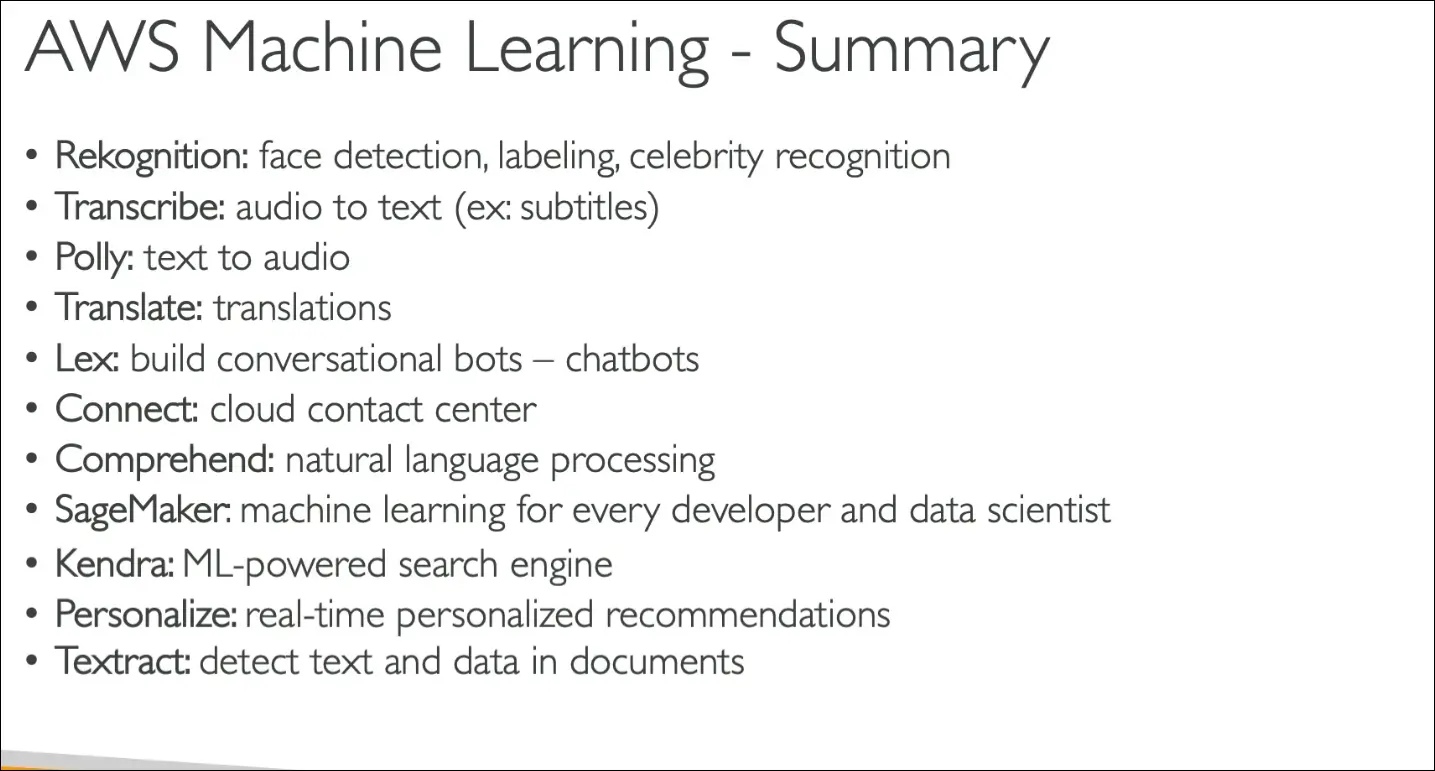 AWS Machine Learning - Summary
• Rekognition: face detection, labeling, celebrity recognition
• Transcribe: audio to text (ex: subtitles)
• Polly: text to audio
• Translate: translations
• Lex: build conversational bots – chatbots
• Connect: cloud contact center
• Comprehend: natural language processing
• SageMaker: machine learning for every developer and data scientist
• Kendra: ML-powered search engine
• Personalize: real-time personalized recommendations
• Textract: detect text and data in documents